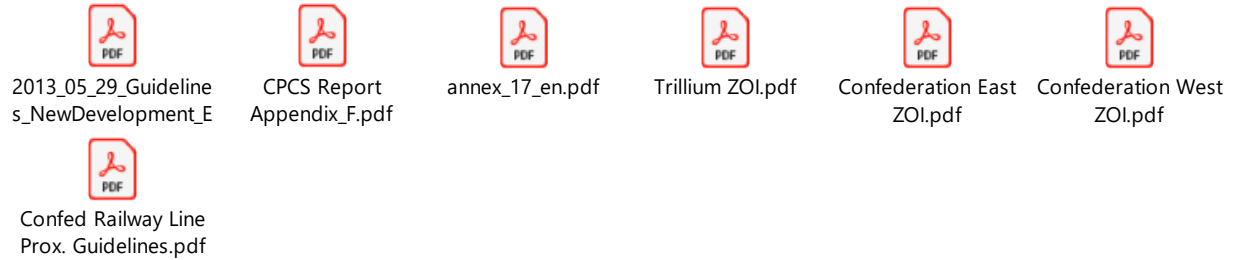 PDF PDF PDF PDF PDF PDF
2013_05_29_Guideline CPCS Report annex_17_en.pdf Trillium ZOI.pdf Confederation East Confederation West
s_NewDevelopment_E Appendix_F.pdf ZOI.pdf ZOI.pdf
PDF
Confed Railway Line
Prox. Guidelines.pdf